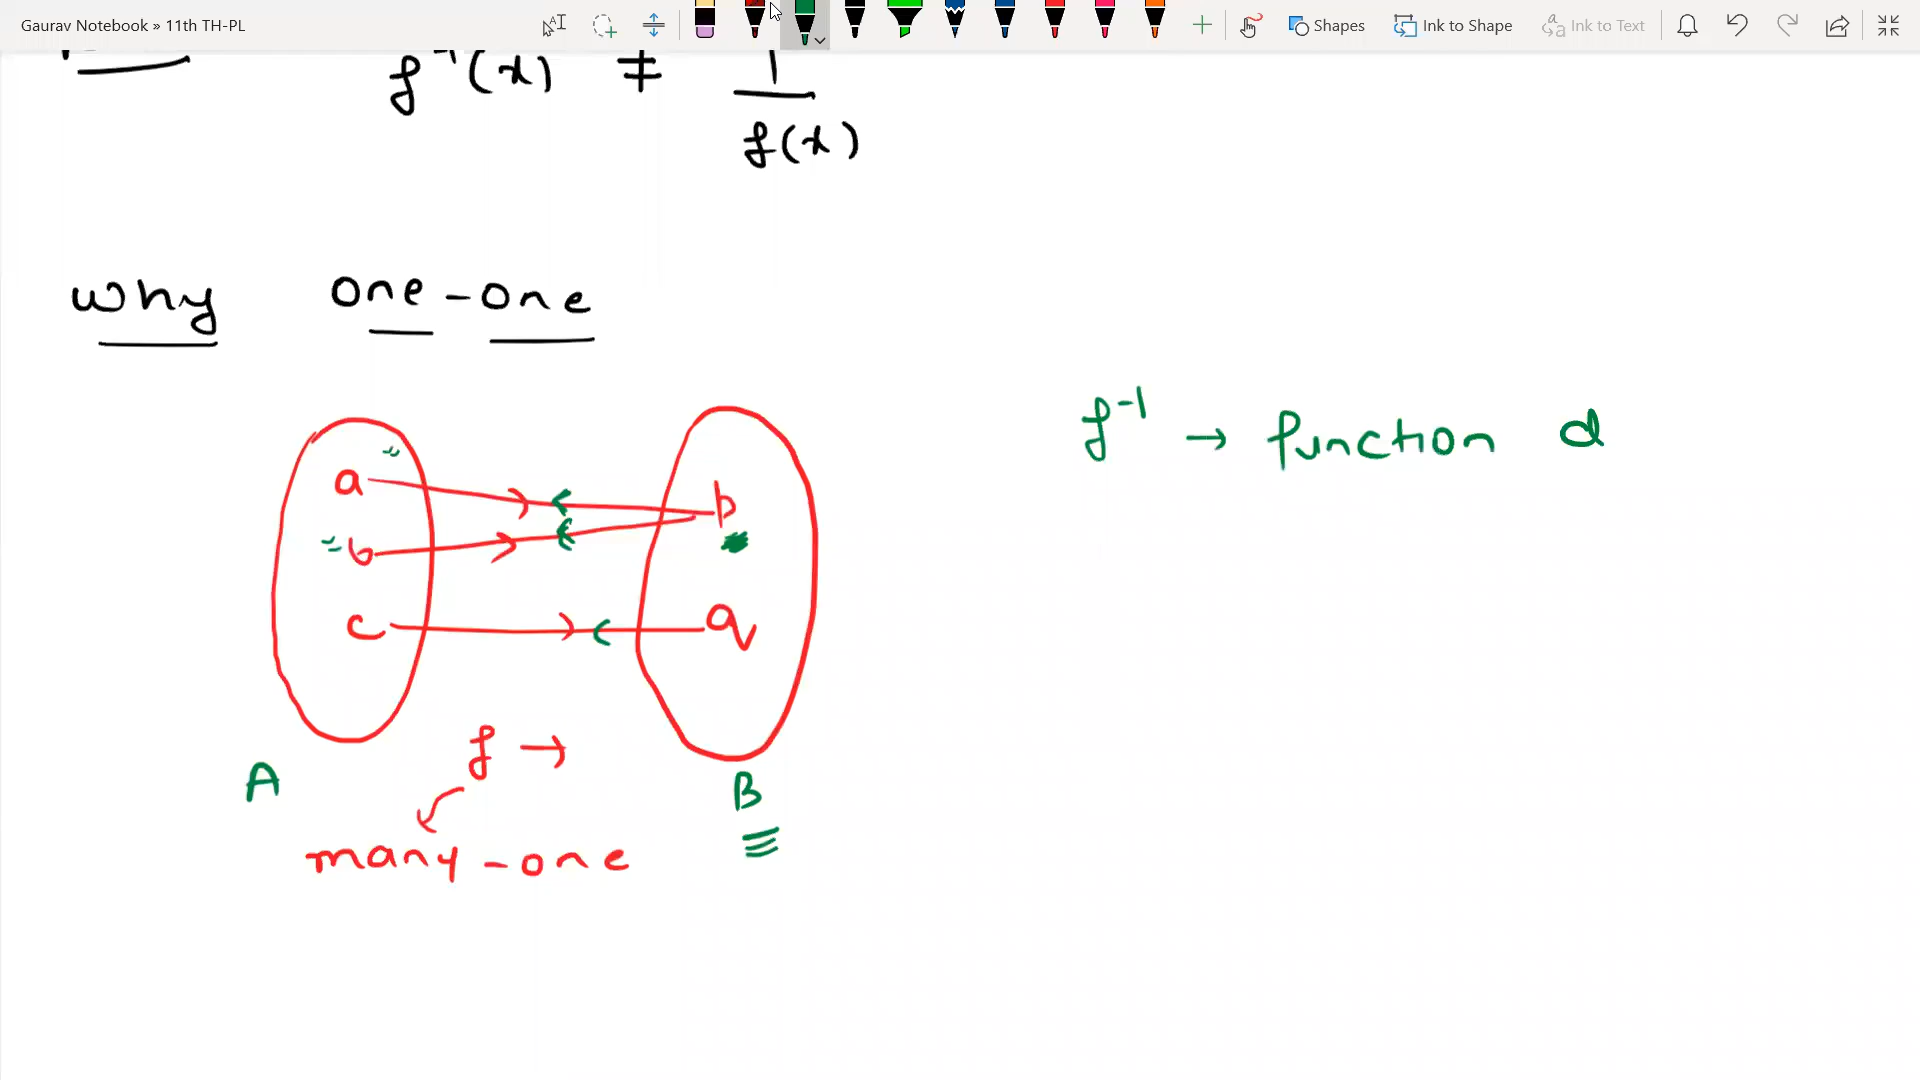 Gaurav Notebook » 11th TH-PL
Shapes
Ink to Shape
Ink to Text
f⁻¹(x) ≠ 1
f(x)
why one-one
f⁻¹ → function d
a
b
c
p
q
f →
A
B
many-one